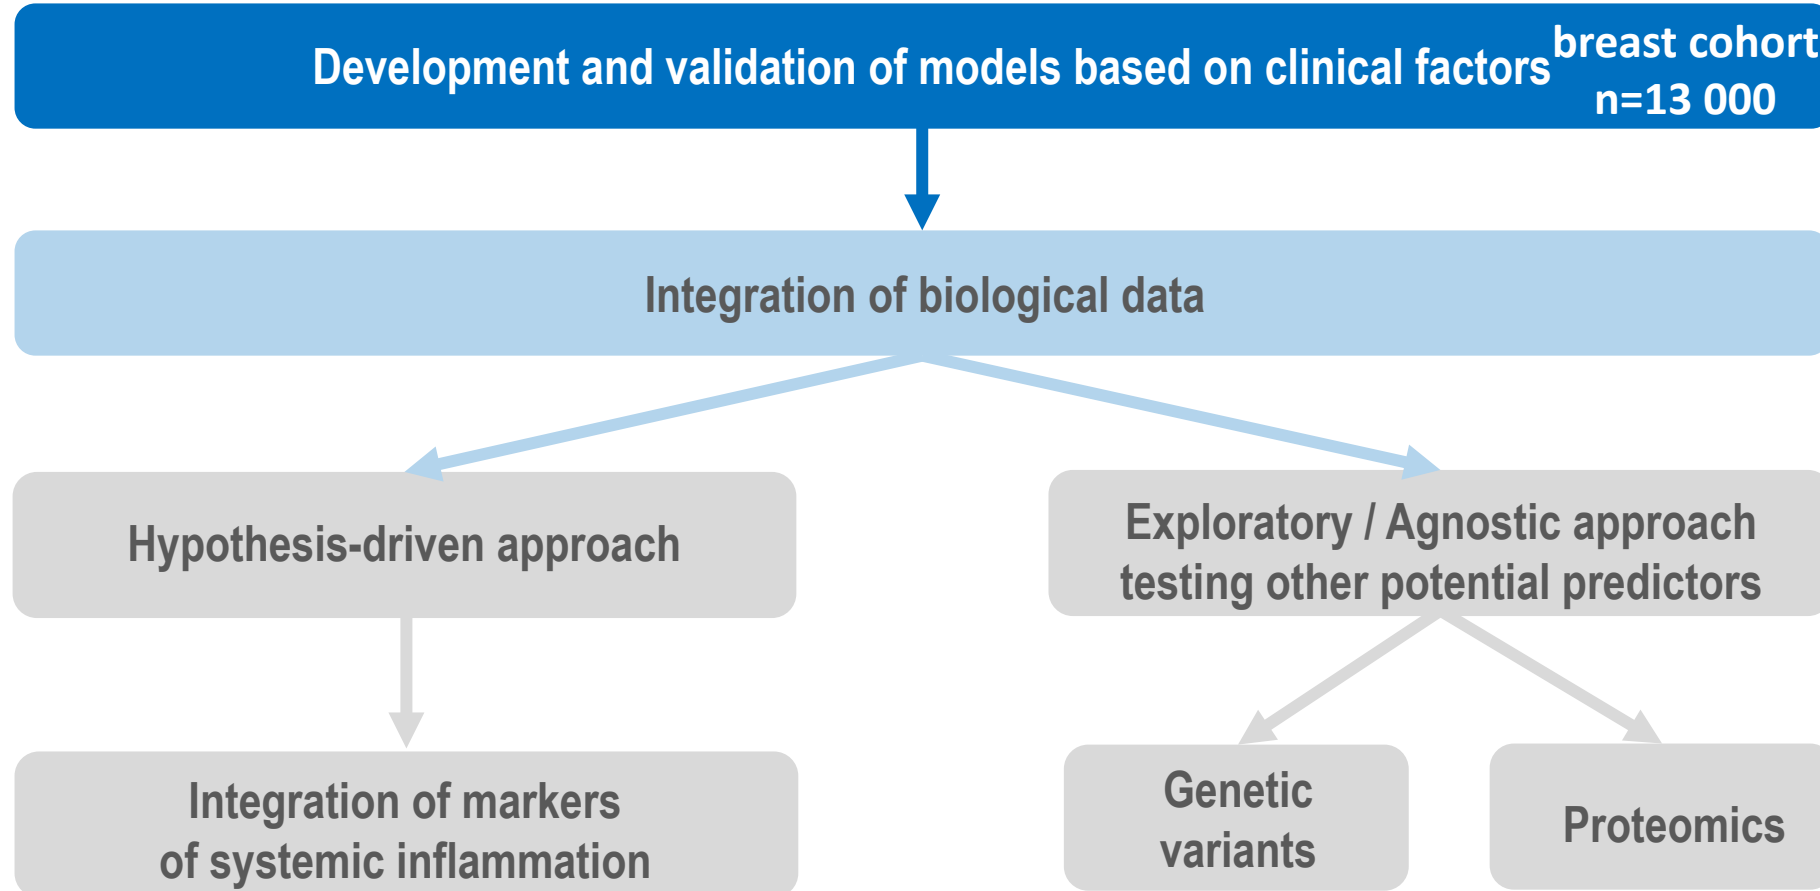 Development and validation of models based on clinical factors
breast cohort
n=13 000
Integration of biological data
Hypothesis-driven approach
Exploratory / Agnostic approach
testing other potential predictors
Integration of markers
of systemic inflammation
Genetic
variants
Proteomics